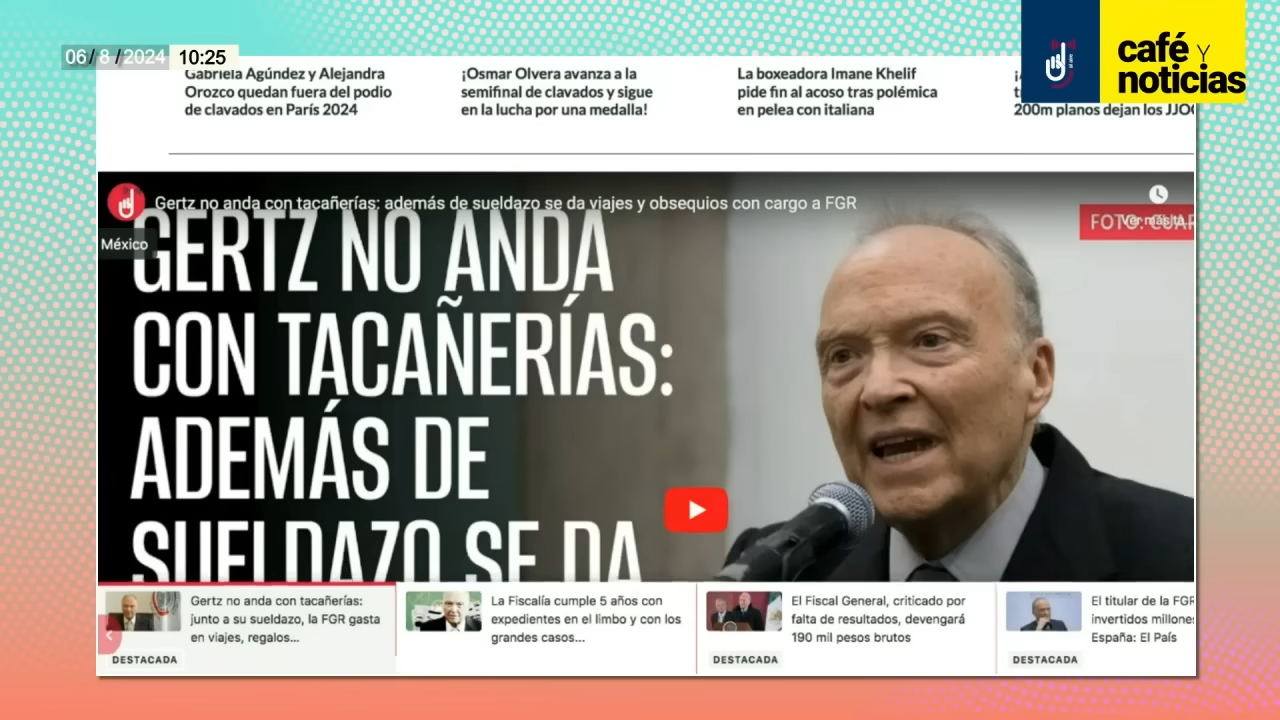 06/8/2024 10:25
café Y
noticias
Gabriela Agúndez y Alejandra
Orozco quedan fuera del podio
de clavados en París 2024
¡Osmar Olvera avanza a la
semifinal de clavados y sigue
en la lucha por una medalla!
La boxeadora Imane Khelif
pide fin al acoso tras polémica
en pelea con italiana
200m planos dejan los JJO
Gertz no anda con tacañerías: además de sueldazo se da viajes y obsequios con cargo a FGR
Ver más ta...
FOTO: CUAR
México
GERTZ NO ANDA
CON TACAÑERÍAS:
ADEMÁS DE
SUELDAZO SE DA
Gertz no anda con tacañerías:
junto a su sueldazo, la FGR gasta
en viajes, regalos...
DESTACADA
La Fiscalía cumple 5 años con
expedientes en el limbo y con los
grandes casos...
El Fiscal General, criticado por
falta de resultados, devengará
190 mil pesos brutos
DESTACADA
El titular de la FGR
invertidos millones
España: El País
DESTACADA